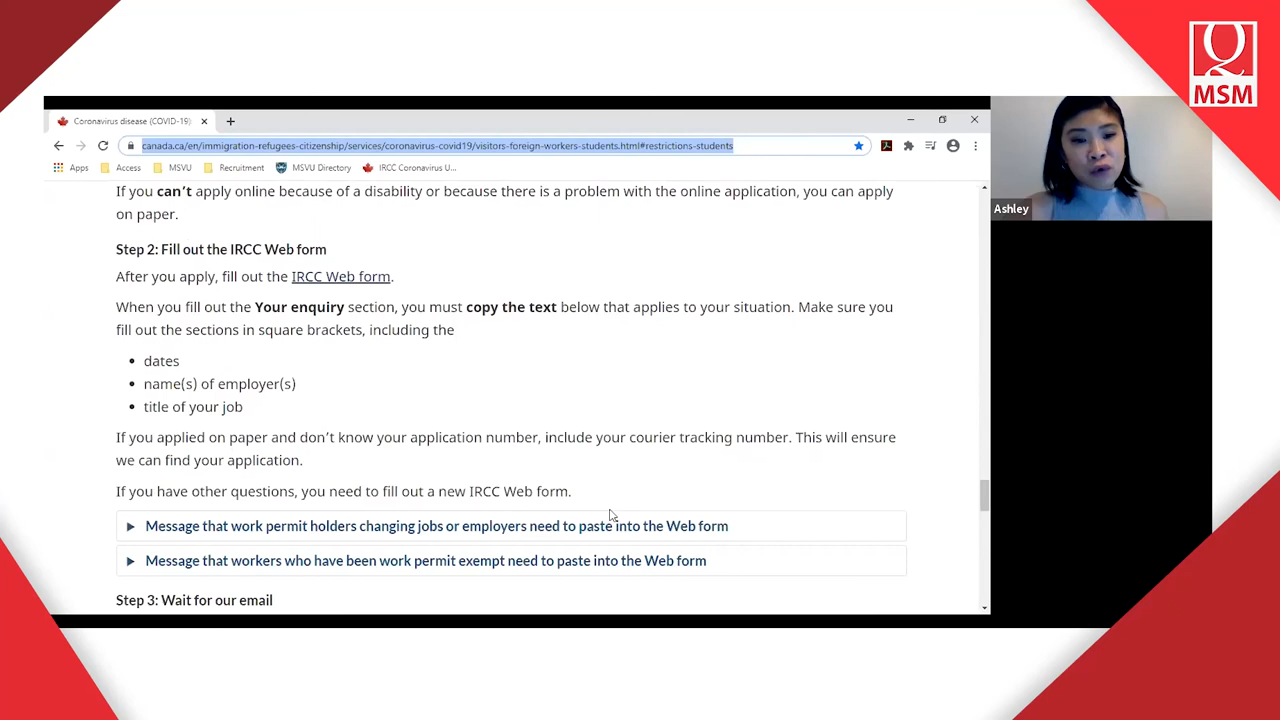 Q
MSM
Coronavirus disease (COVID-19)
canada.ca/en/immigration-refugees-citizenship/services/coronavirus-covid19/visitors-foreign-workers-students.html#restrictions-students
Apps Access MSVU Recruitment MSVU Directory IRCC Coronavirus U...
Ashley
If you can't apply online because of a disability or because there is a problem with the online application, you can apply
on paper.
Step 2: Fill out the IRCC Web form
After you apply, fill out the IRCC Web form.
When you fill out the Your enquiry section, you must copy the text below that applies to your situation. Make sure you
fill out the sections in square brackets, including the
• dates
• name(s) of employer(s)
• title of your job
If you applied on paper and don't know your application number, include your courier tracking number. This will ensure
we can find your application.
If you have other questions, you need to fill out a new IRCC Web form.
Message that work permit holders changing jobs or employers need to paste into the Web form
Message that workers who have been work permit exempt need to paste into the Web form
Step 3: Wait for our email